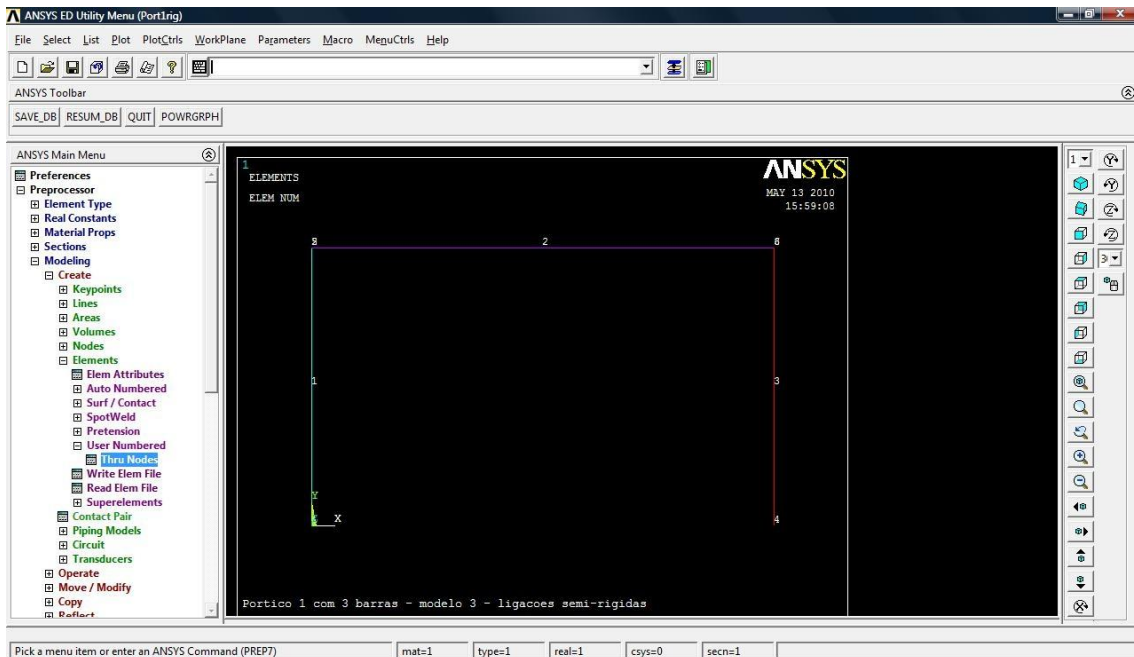 ANSYS ED Utility Menu (Port1rig)
File Select List Plot PlotCtrls WorkPlane Parameters Macro MenuCtrls Help
ANSYS Toolbar
SAVE_DB RESUM_DB QUIT POWRGRPH
ANSYS Main Menu
Preferences
Preprocessor
Element Type
Real Constants
Material Props
Sections
Modeling
Create
Keypoints
Lines
Areas
Volumes
Nodes
Elements
Elem Attributes
Auto Numbered
Surf / Contact
SpotWeld
Pretension
User Numbered
Thru Nodes
Write Elem File
Read Elem File
Superelements
Contact Pair
Piping Models
Circuit
Transducers
Operate
Move / Modify
Copy
Reflect
1
ELEMENTS
ELEM NUM
ANSYS
MAY 13 2010
15:59:08
2
1
3
Y
X
4
Portico 1 com 3 barras - modelo 3 - ligacoes semi-rigidas
1
Pick a menu item or enter an ANSYS Command (PREP7)
mat=1
type=1
real=1
csys=0
secn=1